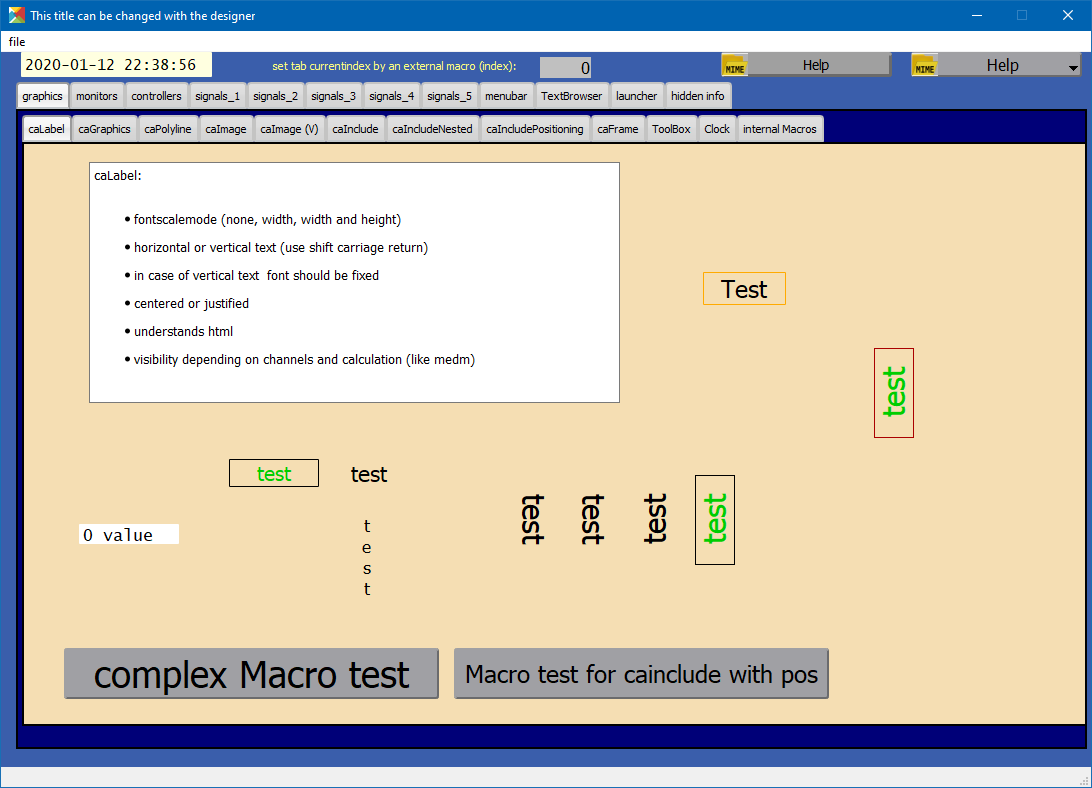 This title can be changed with the designer
file
2020-01-12 22:38:56
set tab currentindex by an external macro (index):
0
MIME Help
MIME Help
graphics monitors controllers signals_1 signals_2 signals_3 signals_4 signals_5 menubar TextBrowser launcher hidden info
caLabel caGraphics caPolyline caImage caImage (V) caInclude caIncludeNested caIncludePositioning caFrame ToolBox Clock internal Macros
caLabel:
• fontscalemode (none, width, width and height)
• horizontal or vertical text (use shift carriage return)
• in case of vertical text  font should be fixed
• centered or justified
• understands html
• visibility depending on channels and calculation (like medm)
Test
test
test
test
0 value
t
e
s
t
test
test
test
test
complex Macro test
Macro test for cainclude with pos